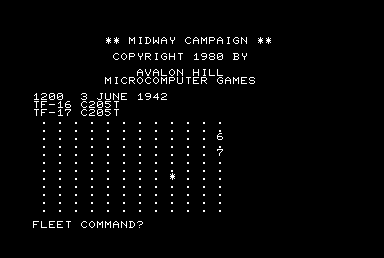 ** MIDWAY CAMPAIGN **
COPYRIGHT 1980 BY
AVALON HILL
MICROCOMPUTER GAMES
1200  3 JUNE 1942
TF-16 C205T
TF-17 C205T
6
7
*
FLEET COMMAND?